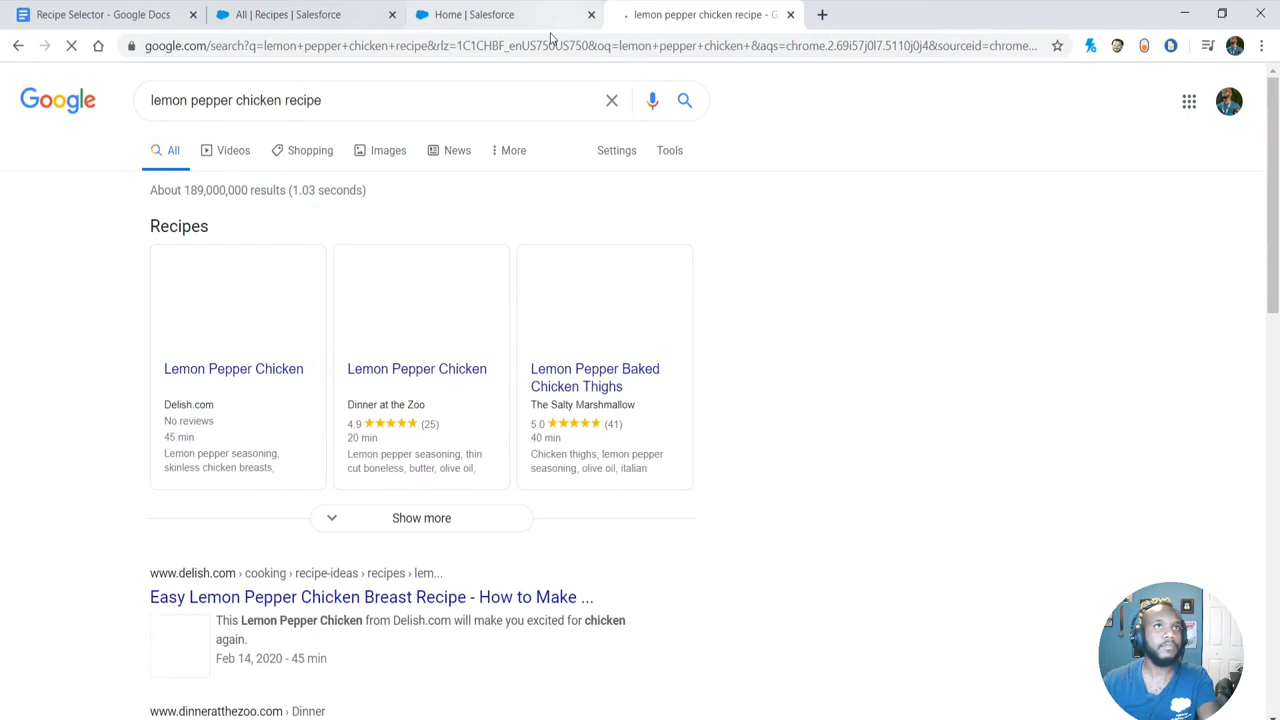 Recipe Selector - Google Docs
All | Recipes | Salesforce
Home | Salesforce
lemon pepper chicken recipe - G
google.com/search?q=lemon+pepper+chicken+recipe&rlz=1C1CHBF_enUS750US750&oq=lemon+pepper+chicken+&aqs=chrome.2.69i57j0l7.5110j0j4&sourceid=chrome...
Google
lemon pepper chicken recipe
All
Videos
Shopping
Images
News
More
Settings
Tools
About 189,000,000 results (1.03 seconds)
Recipes
Lemon Pepper Chicken
Delish.com
No reviews
45 min
Lemon pepper seasoning,
skinless chicken breasts,
Lemon Pepper Chicken
Dinner at the Zoo
4.9 ★★★★★ (25)
20 min
Lemon pepper seasoning, thin
cut boneless, butter, olive oil,
Lemon Pepper Baked
Chicken Thighs
The Salty Marshmallow
5.0 ★★★★★ (41)
40 min
Chicken thighs, lemon pepper
seasoning, olive oil, italian
Show more
www.delish.com › cooking › recipe-ideas › recipes › lem...
Easy Lemon Pepper Chicken Breast Recipe - How to Make ...
This Lemon Pepper Chicken from Delish.com will make you excited for chicken
again.
Feb 14, 2020 - 45 min
www.dinneratthezoo.com › Dinner